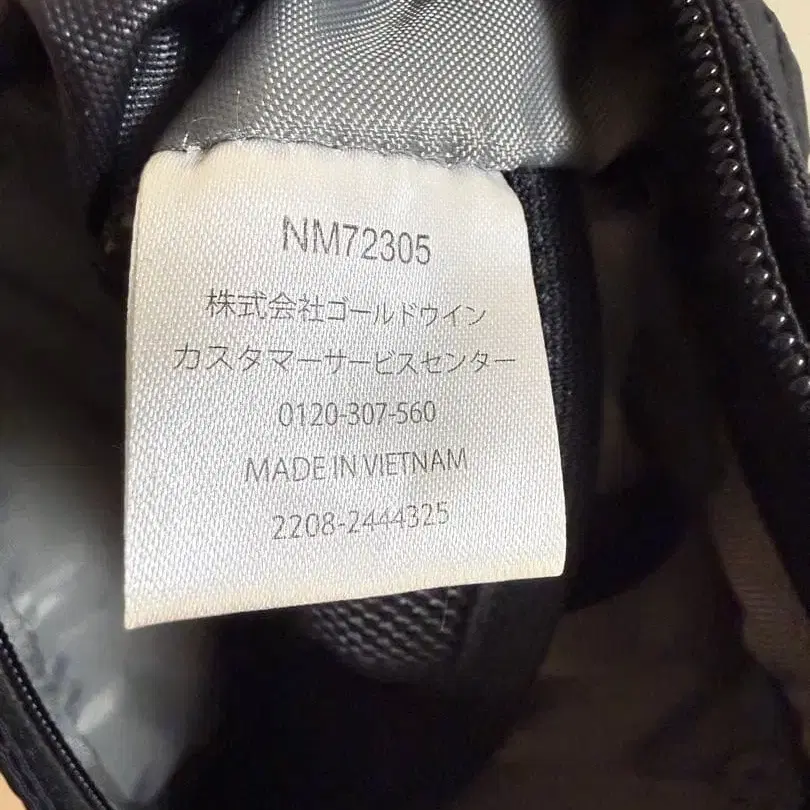 NM72305
株式会社ゴールドウイン
カスタマーサービスセンター
0120-307-560
MADE IN VIETNAM
2208-2444325